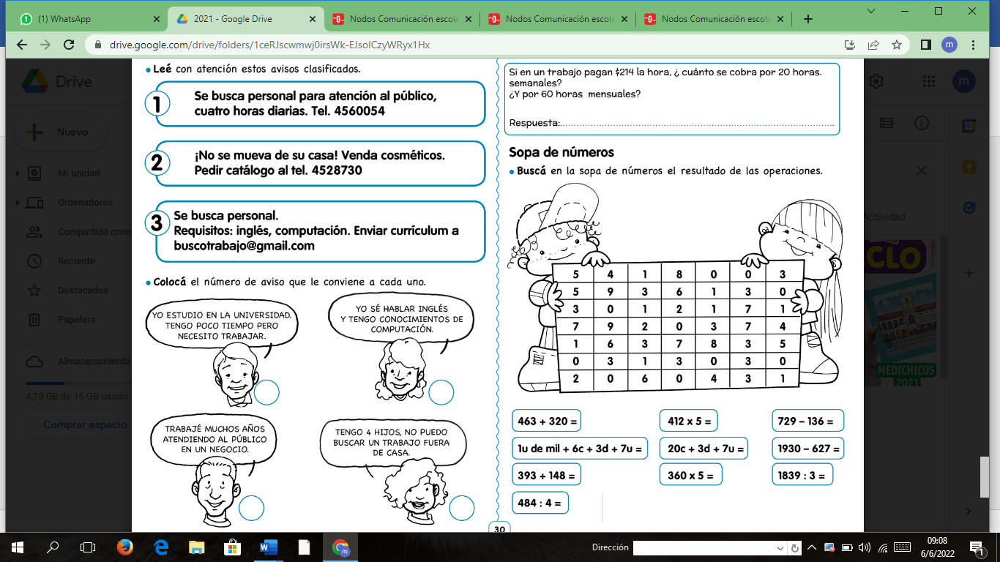 (1) WhatsApp
2021 - Google Drive
Nodos Comunicación escola
Nodos Comunicación escola
Nodos Comunicación escola
drive.google.com/drive/folders/1ceRJscwmwj0irsWk-EJsoICzyWRyx1Hx
m
Drive
m
Nuevo
Mi unidad
Ordenadores
Compartido conn
Reciente
Destacados
Papelera
Almacenamiento
4,73 GB de 15 GB usado
Comprar espacio
• Leé con atención estos avisos clasificados.
1
Se busca personal para atención al público,
cuatro horas diarias. Tel. 4560054
2
¡No se mueva de su casa! Venda cosméticos.
Pedir catálogo al tel. 4528730
3
Se busca personal.
Requisitos: inglés, computación. Enviar currículum a
buscotrabajo@gmail.com
• Colocá el número de aviso que le conviene a cada uno.
YO ESTUDIO EN LA UNIVERSIDAD.
TENGO POCO TIEMPO PERO
NECESITO TRABAJAR.
YO SÉ HABLAR INGLÉS
Y TENGO CONOCIMIENTOS DE
COMPUTACIÓN.
TRABAJÉ MUCHOS AÑOS
ATENDIENDO AL PÚBLICO
EN UN NEGOCIO.
TENGO 4 HIJOS, NO PUEDO
BUSCAR UN TRABAJO FUERA
DE CASA.
Si en un trabajo pagan $214 la hora, ¿ cuánto se cobra por 20 horas.
semanales?
¿Y por 60 horas mensuales?
Respuesta:
Sopa de números
• Buscá en la sopa de números el resultado de las operaciones.
5 4 1 8 0 0 3
5 9 3 6 1 3 0
3 0 1 2 1 7 1
7 9 2 0 3 7 4
1 6 3 7 8 3 5
0 3 1 3 0 3 0
2 0 6 0 4 3 1
463 + 320 =
412 x 5 =
729 – 136 =
1u de mil + 6c + 3d + 7u =
20c + 3d + 7u =
1930 – 627 =
393 + 148 =
360 x 5 =
1839 : 3 =
484 : 4 =
30
Actividad
CLO
MEDICHICOS
2021
Dirección
09:08
6/6/2022
1